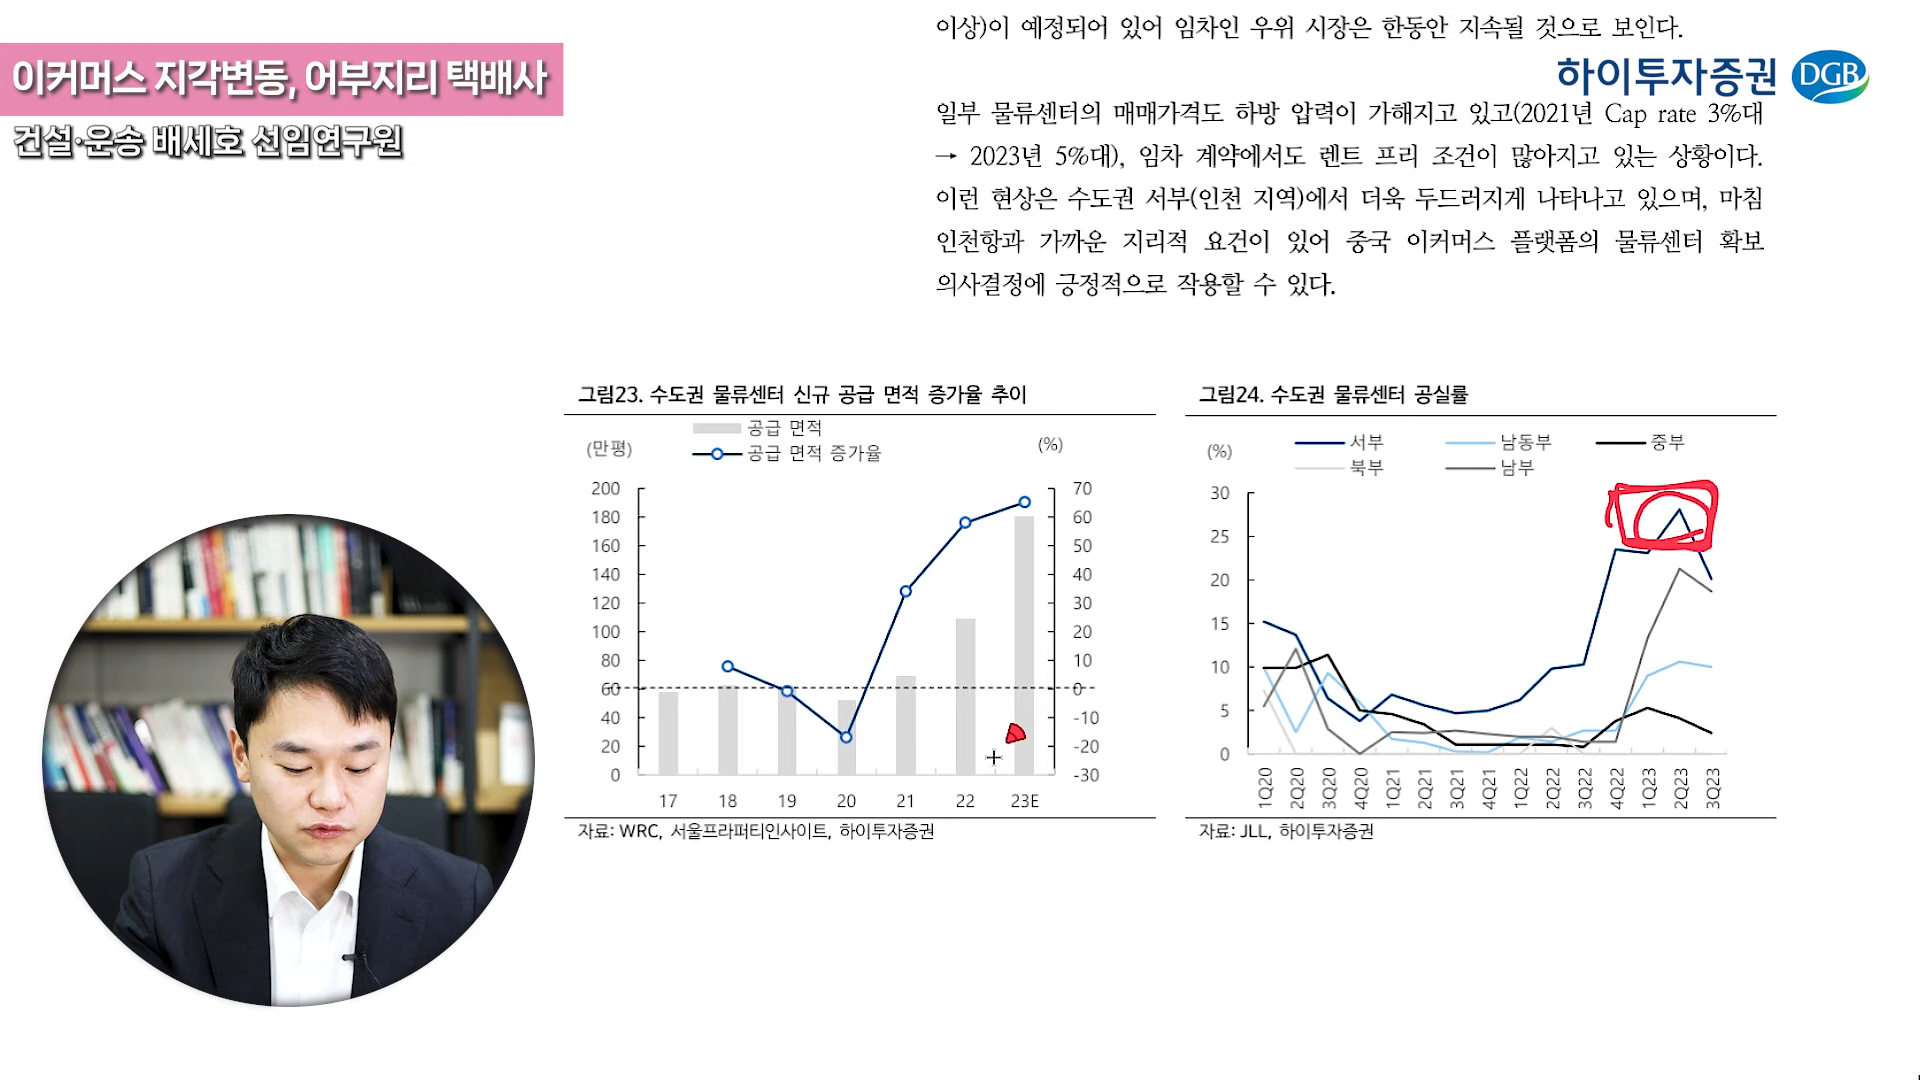 이상)이 예정되어 있어 임차인 우위 시장은 한동안 지속될 것으로 보인다.
이커머스 지각변동, 어부지리 택배사
건설·운송 배세호 선임연구원
하이투자증권 DGB
일부 물류센터의 매매가격도 하방 압력이 가해지고 있고(2021년 Cap rate 3%대
→ 2023년 5%대), 임차 계약에서도 렌트 프리 조건이 많아지고 있는 상황이다.
이런 현상은 수도권 서부(인천 지역)에서 더욱 두드러지게 나타나고 있으며, 마침
인천항과 가까운 지리적 요건이 있어 중국 이커머스 플랫폼의 물류센터 확보
의사결정에 긍정적으로 작용할 수 있다.
그림23. 수도권 물류센터 신규 공급 면적 증가율 추이
공급 면적
공급 면적 증가율
(만평)
(%)
200
180
160
140
120
100
80
60
40
20
0
70
60
50
40
30
20
10
0
-10
-20
-30
17 18 19 20 21 22 23E
자료: WRC, 서울프라퍼티인사이트, 하이투자증권
그림24. 수도권 물류센터 공실률
서부 남동부 중부
북부 남부
(%)
30
25
20
15
10
5
0
1Q20 2Q20 3Q20 4Q20 1Q21 2Q21 3Q21 4Q21 1Q22 2Q22 3Q22 4Q22 1Q23 2Q23 3Q23
자료: JLL, 하이투자증권